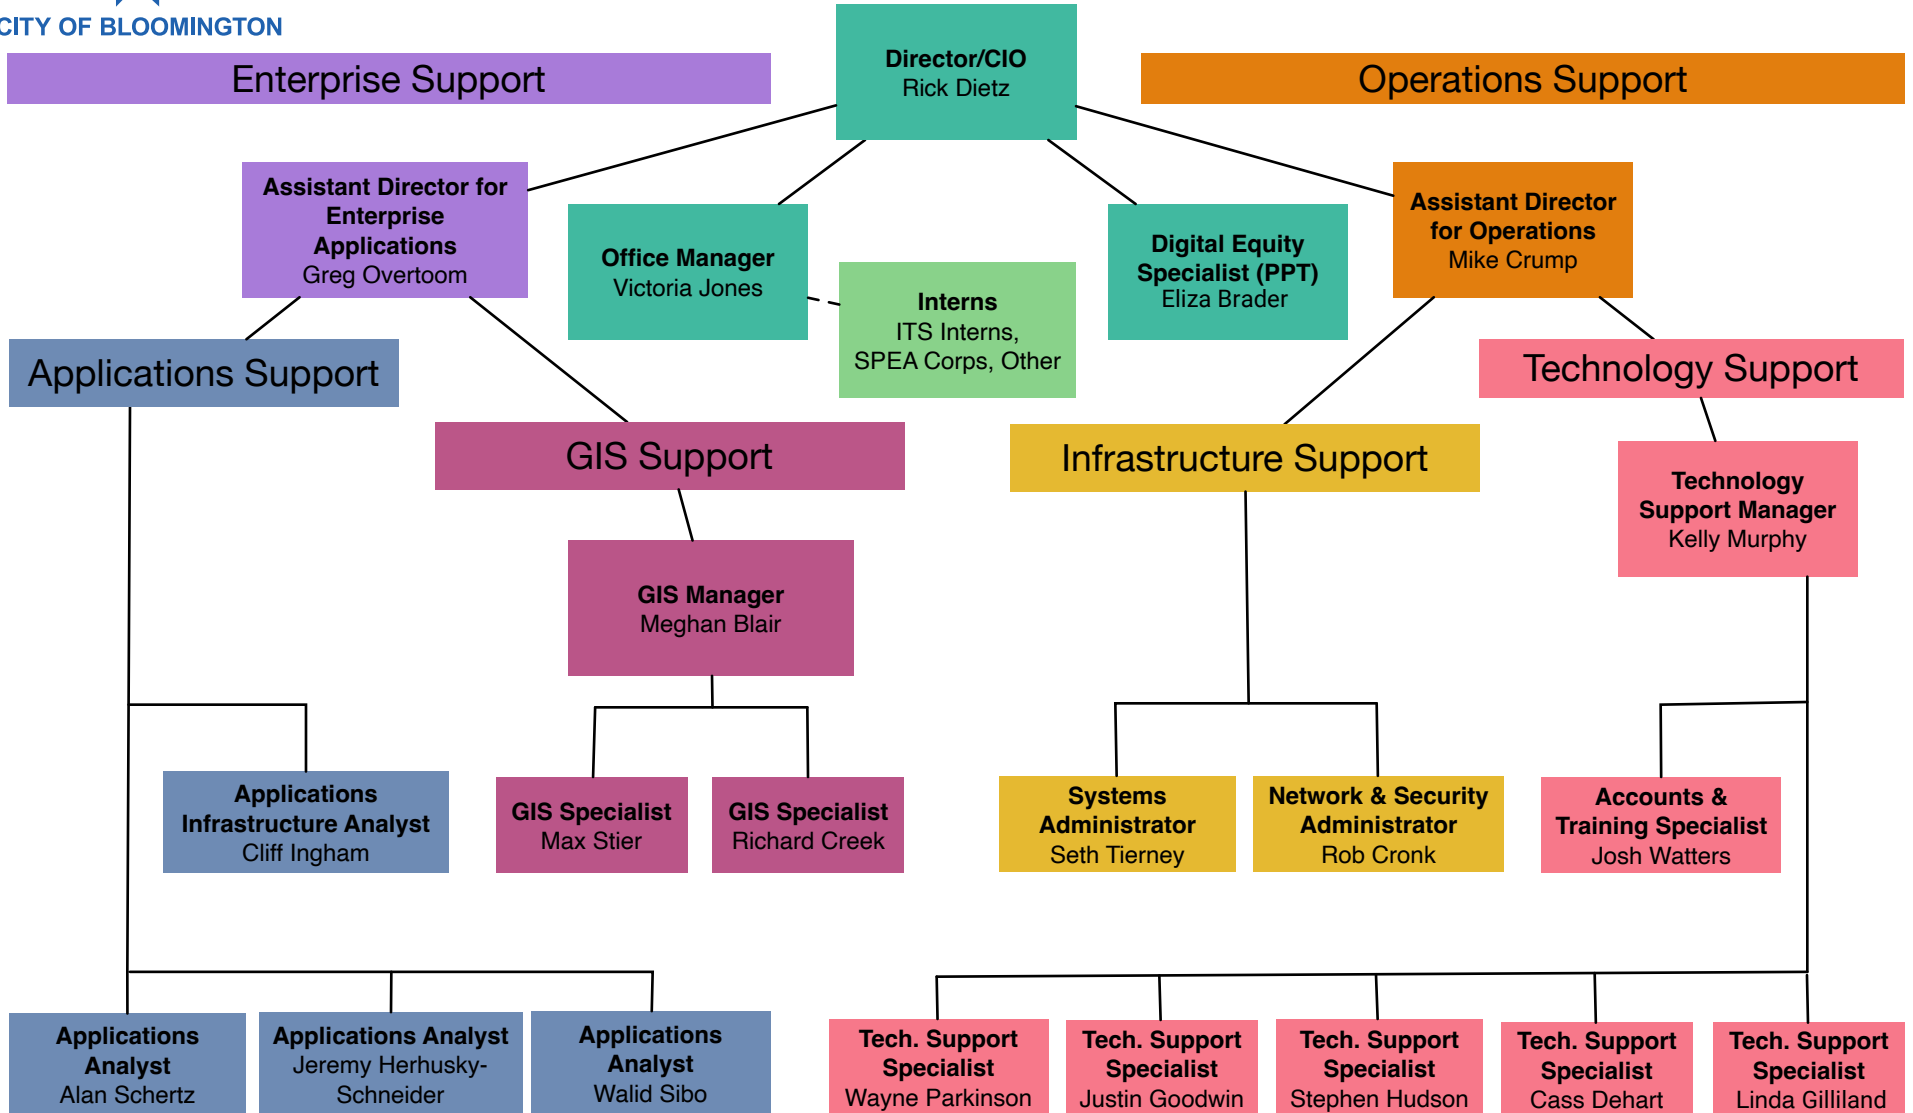 CITY OF BLOOMINGTON
Enterprise Support
Director/CIO
Rick Dietz
Operations Support
Assistant Director for
Enterprise
Applications
Greg Overtoom
Office Manager
Victoria Jones
Interns
ITS Interns,
SPEA Corps, Other
Digital Equity
Specialist (PPT)
Eliza Brader
Assistant Director
for Operations
Mike Crump
Applications Support
Technology Support
GIS Support
Infrastructure Support
Technology
Support Manager
Kelly Murphy
GIS Manager
Meghan Blair
Applications
Infrastructure Analyst
Cliff Ingham
GIS Specialist
Max Stier
GIS Specialist
Richard Creek
Systems
Administrator
Seth Tierney
Network & Security
Administrator
Rob Cronk
Accounts &
Training Specialist
Josh Watters
Applications
Analyst
Alan Schertz
Applications Analyst
Jeremy Herhusky-
Schneider
Applications
Analyst
Walid Sibo
Tech. Support
Specialist
Wayne Parkinson
Tech. Support
Specialist
Justin Goodwin
Tech. Support
Specialist
Stephen Hudson
Tech. Support
Specialist
Cass Dehart
Tech. Support
Specialist
Linda Gilliland